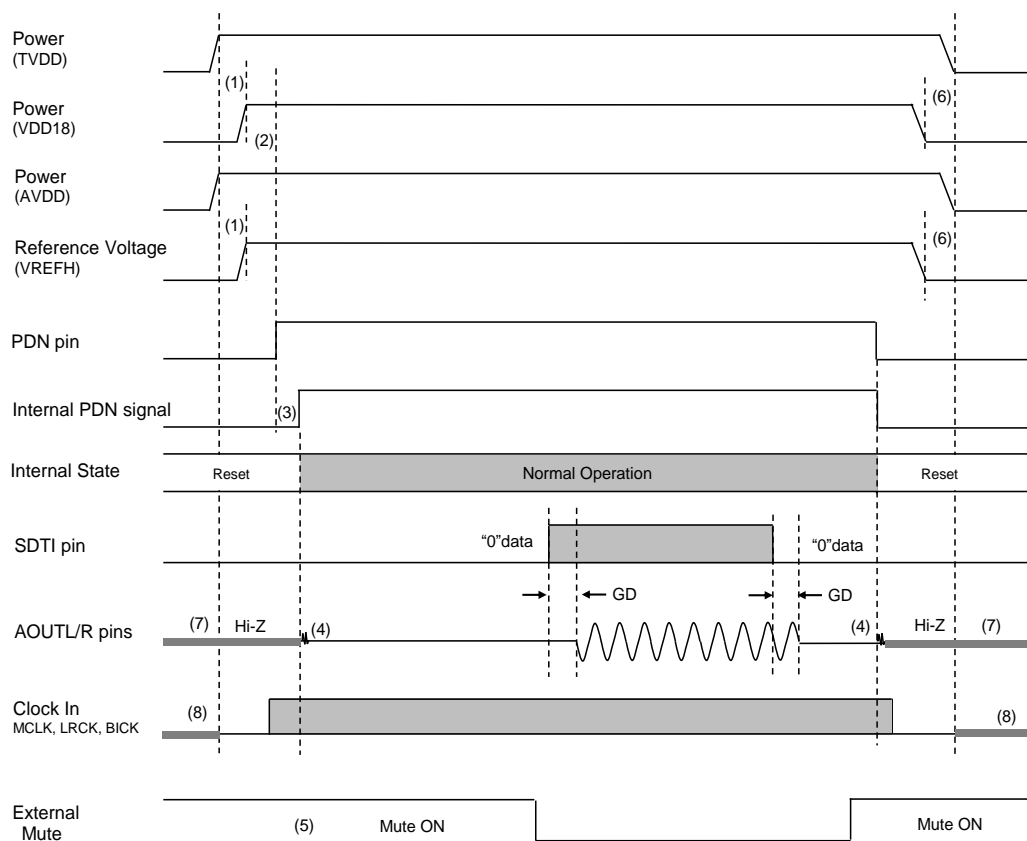 Power
(TVDD)
(1)
(6)
Power
(VDD18)
(2)
Power
(AVDD)
(1)
(6)
Reference Voltage
(VREFH)
PDN pin
Internal PDN signal
(3)
Internal State
Reset
Normal Operation
Reset
SDTI pin
“0”data
“0”data
GD
GD
AOUTL/R pins
(7)
Hi-Z
(4)
(4)
Hi-Z
(7)
Clock In
MCLK, LRCK, BICK
(8)
(8)
External
Mute
(5)
Mute ON
Mute ON